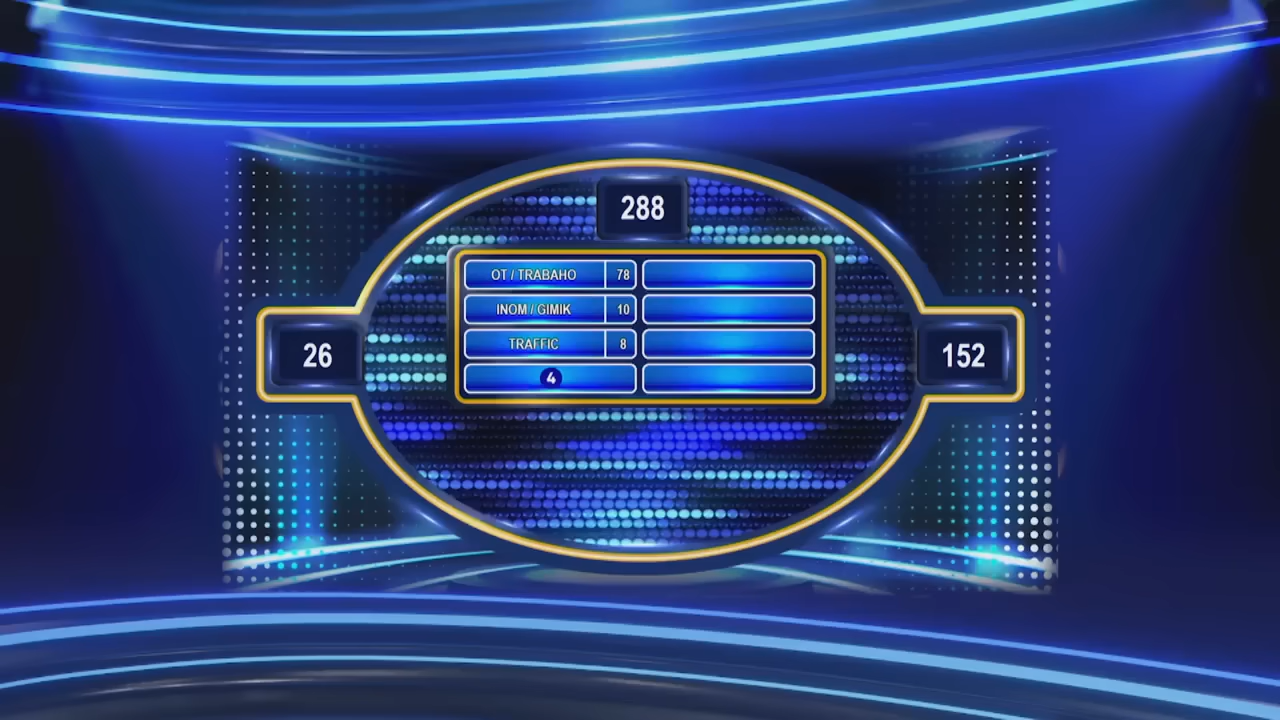 288
OT / TRABAHO 78
INOM / GIMIK 10
TRAFFIC 8
4
26
152